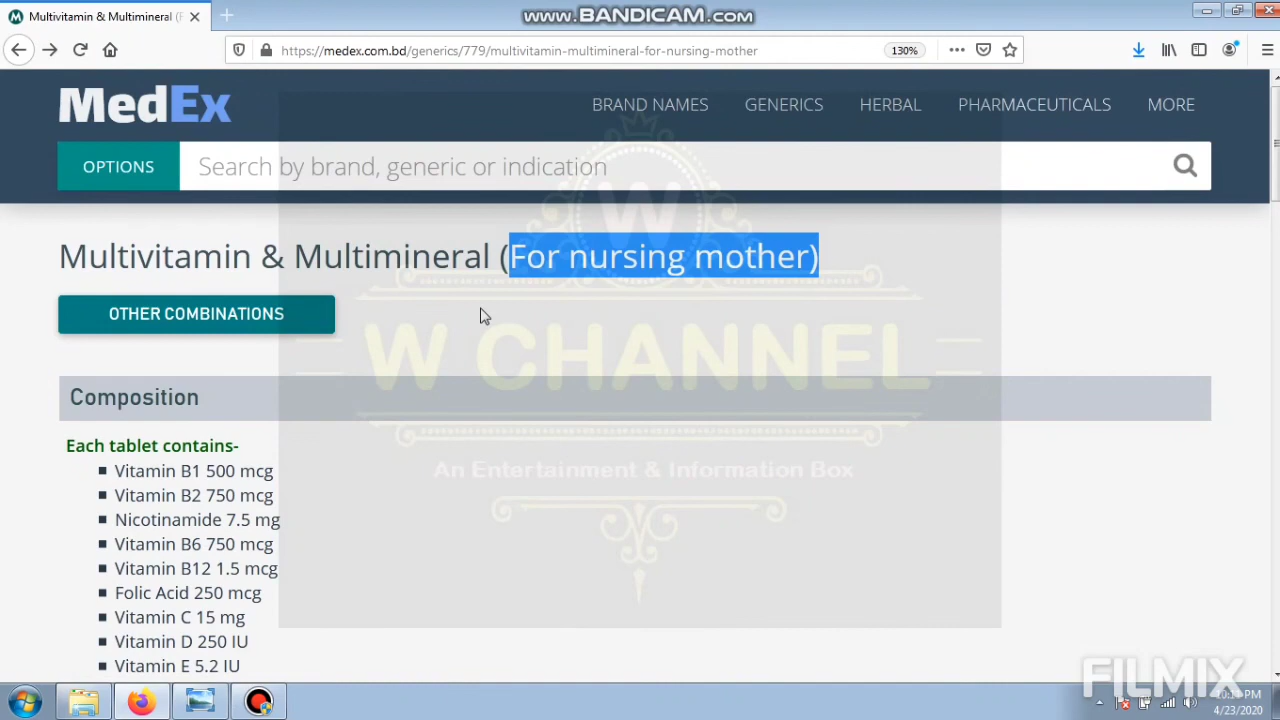 Multivitamin & Multimineral (F
www.BANDICAM.com
https://medex.com.bd/generics/779/multivitamin-multimineral-for-nursing-mother
130%
MedEx
BRAND NAMES GENERICS HERBAL PHARMACEUTICALS MORE
OPTIONS
Search by brand, generic or indication
W
Multivitamin & Multimineral (For nursing mother)
OTHER COMBINATIONS
W CHANNEL
An Entertainment & Information Box
Composition
Each tablet contains-
Vitamin B1 500 mcg
Vitamin B2 750 mcg
Nicotinamide 7.5 mg
Vitamin B6 750 mcg
Vitamin B12 1.5 mcg
Folic Acid 250 mcg
Vitamin C 15 mg
Vitamin D 250 IU
Vitamin E 5.2 IU
FILMIX
PM
4/23/2020